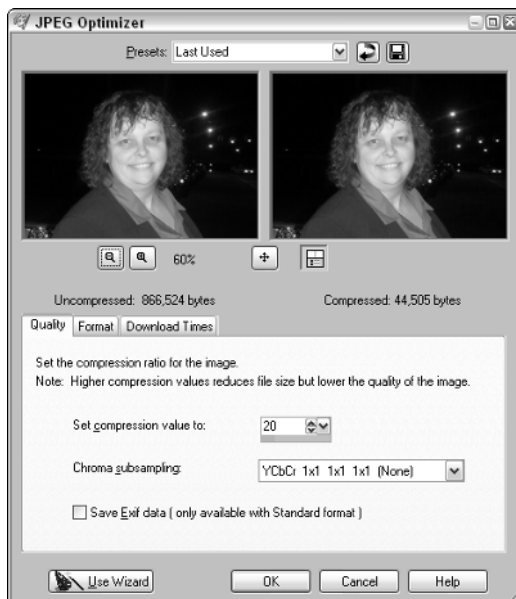 JPEG Optimizer
Presets: Last Used
60%
Uncompressed: 866,524 bytes
Compressed: 44,505 bytes
Quality
Format
Download Times
Set the compression ratio for the image.
Note: Higher compression values reduces file size but lower the quality of the image.
Set compression value to: 20
Chroma subsampling: YCbCr 1x1 1x1 1x1 (None)
Save Exif data ( only available with Standard format )
Use Wizard
OK
Cancel
Help